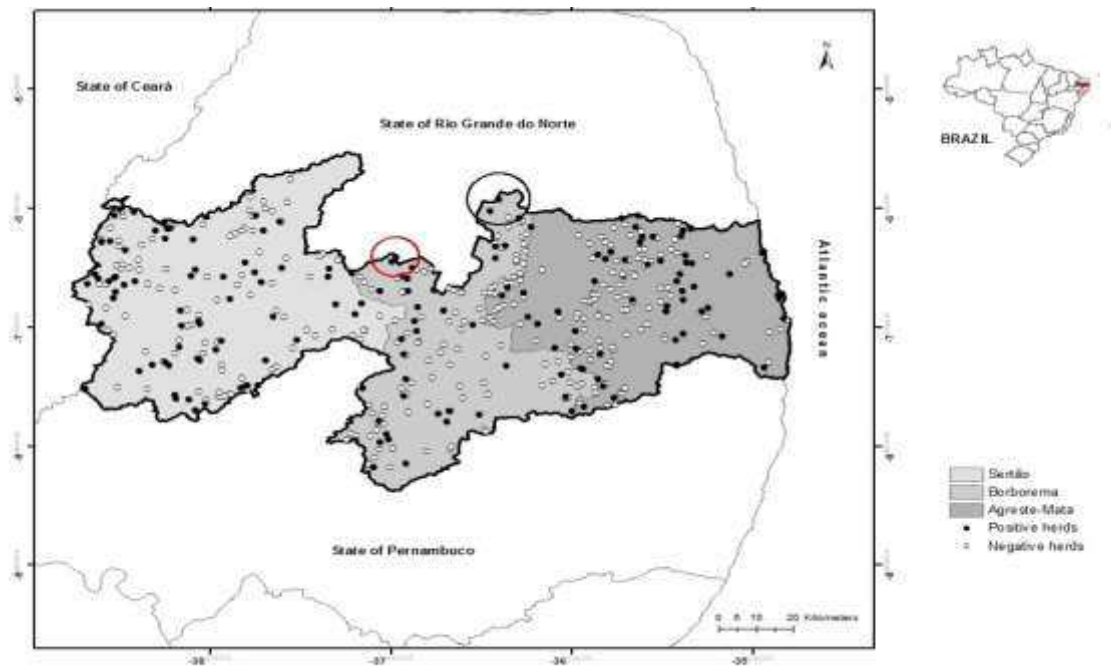 State of Ceará
State of Rio Grande do Norte
N
BRAZIL
Atlantic ocean
State of Pernambuco
Sertão
Borborema
Agreste-Mata
Positive herds
Negative herds
20 Kilometers
-38
-37
-36
-35